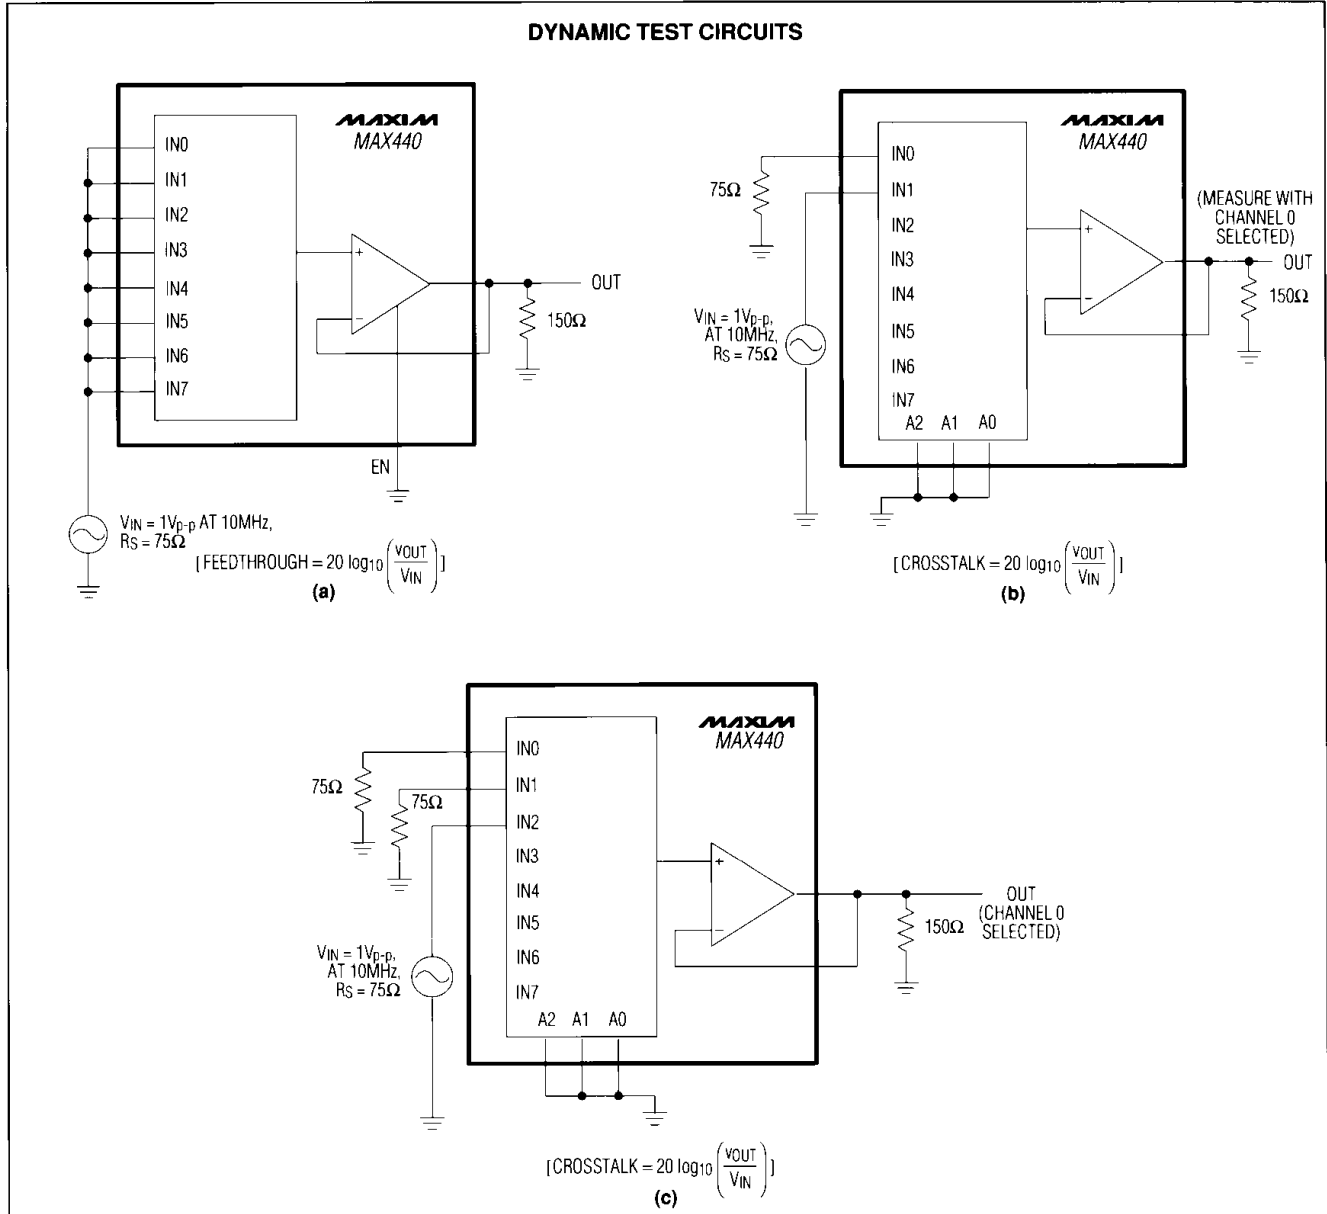 DYNAMIC TEST CIRCUITS
MAXIM
MAX440
IN0
IN1
IN2
IN3
IN4
IN5
IN6
IN7
OUT
150Ω
EN
VIN = 1Vp-p AT 10MHz,
RS = 75Ω
[ FEEDTHROUGH = 20 log10 (VOUT/VIN) ]
(a)
MAXIM
MAX440
75Ω
IN0
IN1
IN2
IN3
IN4
IN5
IN6
IN7
A2 A1 A0
VIN = 1Vp-p,
AT 10MHz,
RS = 75Ω
(MEASURE WITH
CHANNEL 0
SELECTED)
OUT
150Ω
[ CROSSTALK = 20 log10 (VOUT/VIN) ]
(b)
MAXIM
MAX440
75Ω
75Ω
IN0
IN1
IN2
IN3
IN4
IN5
IN6
IN7
A2 A1 A0
VIN = 1Vp-p,
AT 10MHz,
RS = 75Ω
OUT
(CHANNEL 0
SELECTED)
150Ω
[ CROSSTALK = 20 log10 (VOUT/VIN) ]
(c)